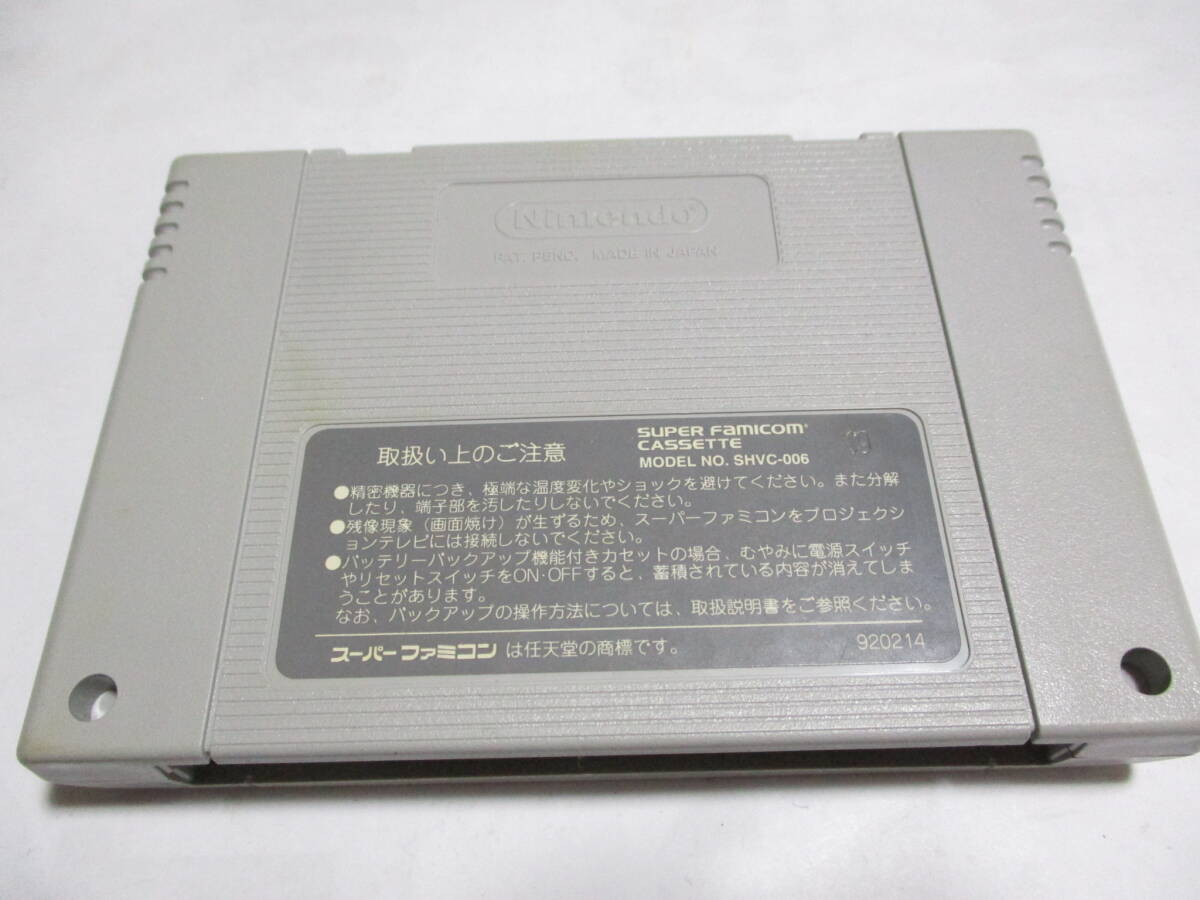 Nintendo®
PAT. PEND. MADE IN JAPAN
取扱い上のご注意
SUPER FAMICOM®
CASSETTE
MODEL NO. SHVC-006
●精密機器につき、極端な温度変化やショックを避けてください。また分解
したり、端子部を汚したりしないでください。
●残像現象（画面焼け）が生ずるため、スーパーファミコンをプロジェクシ
ョンテレビには接続しないでください。
●バッテリーバックアップ機能付きカセットの場合、むやみに電源スイッチ
やリセットスイッチをON·OFFすると、蓄積されている内容が消えてしま
うことがあります。
なお、バックアップの操作方法については、取扱説明書をご参照ください。
スーパーファミコン は任天堂の商標です。
920214